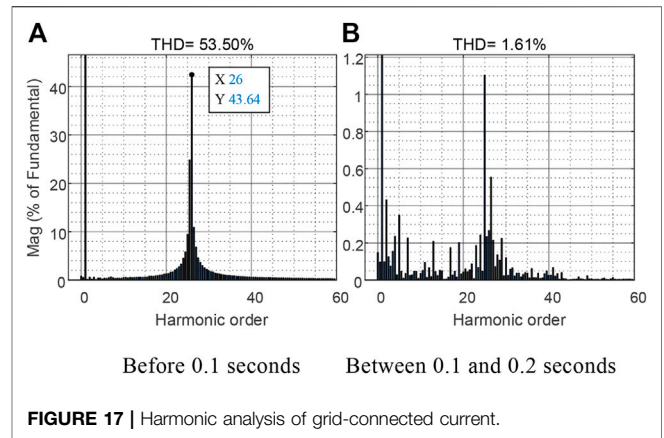 A
THD= 53.50%
X 26
Y 43.64
Mag (% of Fundamental)
40
30
20
10
0
0 20 40 60
Harmonic order
Before 0.1 seconds
B
THD= 1.61%
1.2
1
0.8
0.6
0.4
0.2
0
0 20 40 60
Harmonic order
Between 0.1 and 0.2 seconds
FIGURE 17 | Harmonic analysis of grid-connected current.